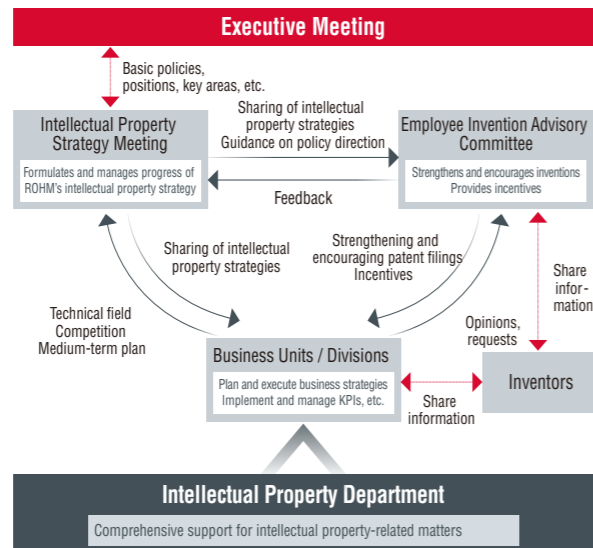 Executive Meeting
Basic policies,
positions, key areas, etc.
Intellectual Property
Strategy Meeting
Formulates and manages progress of
ROHM's intellectual property strategy
Sharing of intellectual
property strategies
Guidance on policy direction
Feedback
Employee Invention Advisory
Committee
Strengthens and encourages inventions
Provides incentives
Sharing of intellectual
property strategies
Strengthening and
encouraging patent filings
Incentives
Share
infor-
mation
Technical field
Competition
Medium-term plan
Opinions,
requests
Business Units / Divisions
Plan and execute business strategies
Implement and manage KPIs, etc.
Share
information
Inventors
Intellectual Property Department
Comprehensive support for intellectual property-related matters